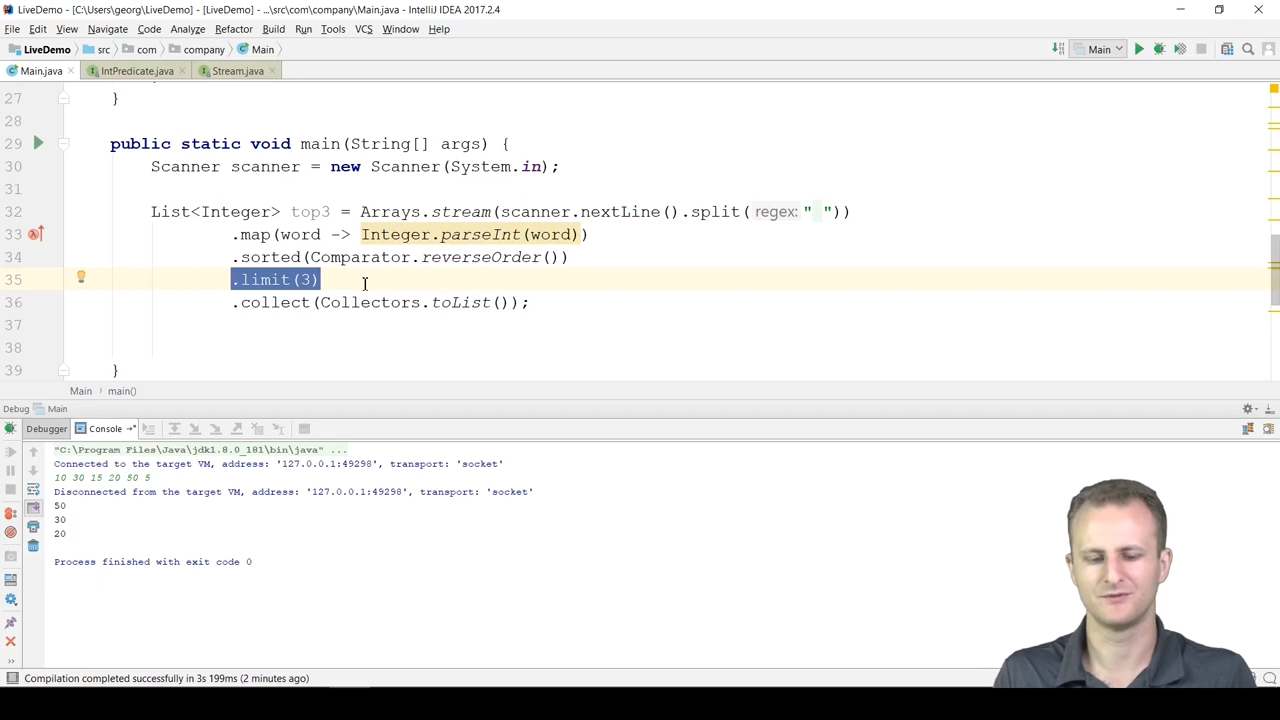 LiveDemo - [C:\Users\georg\LiveDemo] - [LiveDemo] - ...\src\com\company\Main.java - IntelliJ IDEA 2017.2.4
File Edit View Navigate Code Analyze Refactor Build Run Tools VCS Window Help
LiveDemo src com company Main Main
Main.java IntPredicate.java Stream.java
27 }
28
29 public static void main(String[] args) {
30 Scanner scanner = new Scanner(System.in);
31
32 List<Integer> top3 = Arrays.stream(scanner.nextLine().split( regex: " "))
33 .map(word -> Integer.parseInt(word))
34 .sorted(Comparator.reverseOrder())
35 .limit(3)
36 .collect(Collectors.toList());
37
38
39 }
Main › main()
Debug Main
Debugger Console
"C:\Program Files\Java\jdk1.8.0_181\bin\java" ...
Connected to the target VM, address: '127.0.0.1:49298', transport: 'socket'
10 30 15 20 50 5
Disconnected from the target VM, address: '127.0.0.1:49298', transport: 'socket'
50
30
20
Process finished with exit code 0
Compilation completed successfully in 3s 199ms (2 minutes ago)